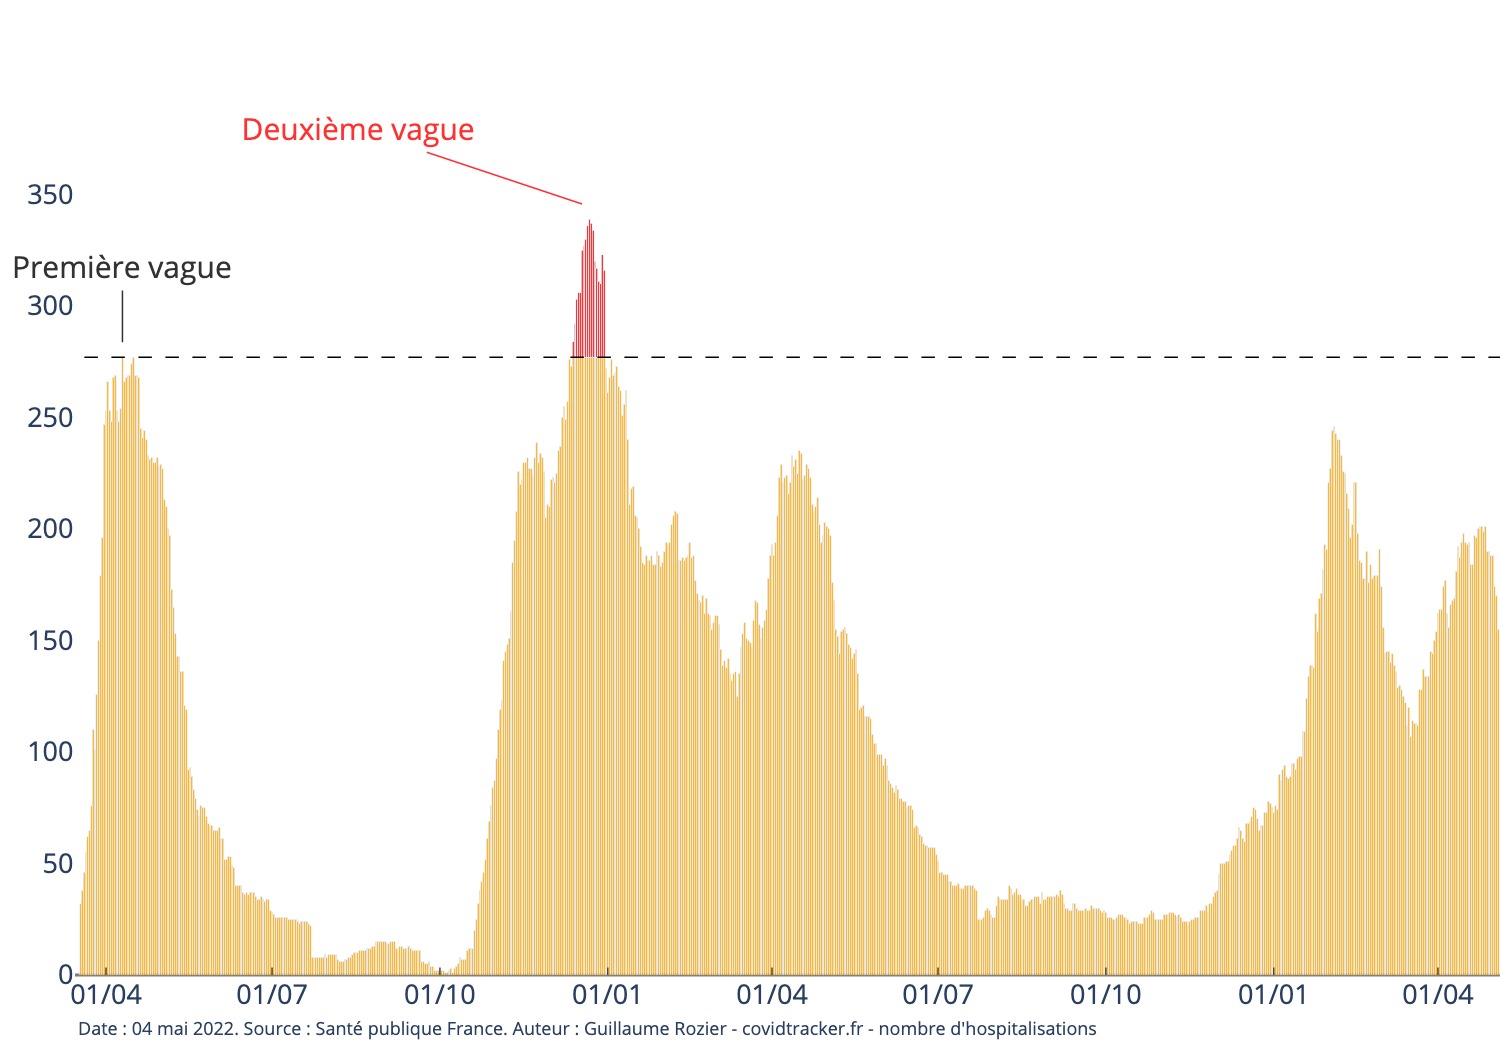 Deuxième vague
350
Première vague
300
250
200
150
100
50
0
01/04 01/07 01/10 01/01 01/04 01/07 01/10 01/01 01/04
Date : 04 mai 2022. Source : Santé publique France. Auteur : Guillaume Rozier - covidtracker.fr - nombre d'hospitalisations